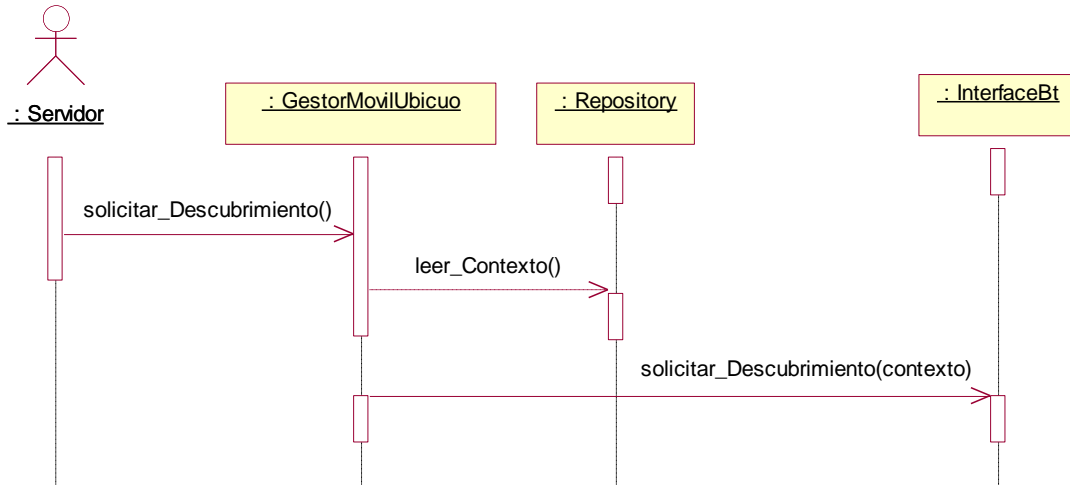 : Servidor
: GestorMovilUbicuo
: Repository
: InterfaceBt
solicitar_Descubrimiento()
leer_Contexto()
solicitar_Descubrimiento(contexto)